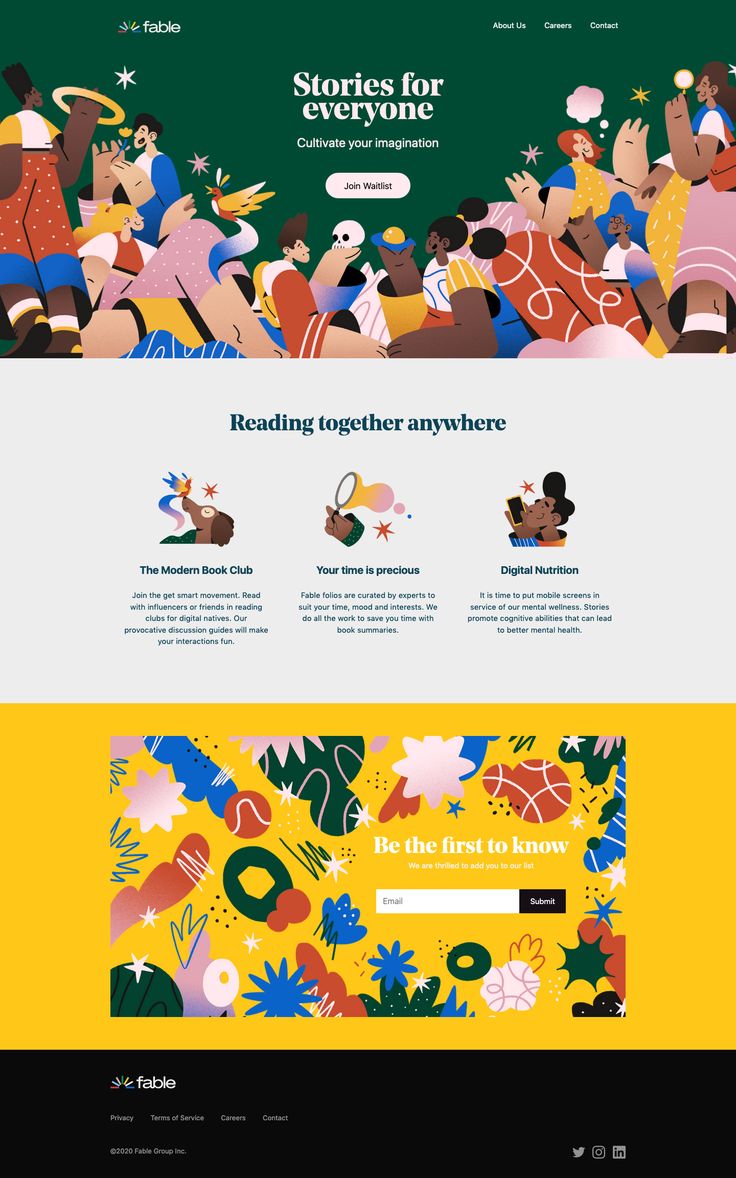 fable
About Us Careers Contact
Stories for
everyone
Cultivate your imagination
Join Waitlist
Reading together anywhere
The Modern Book Club
Join the get smart movement. Read
with influencers or friends in reading
clubs for digital natives. Our
provocative discussion guides will make
your interactions fun.
Your time is precious
Fable folios are curated by experts to
suit your time, mood and interests. We
do all the work to save you time with
book summaries.
Digital Nutrition
It is time to put mobile screens in
service of our mental wellness. Stories
promote cognitive abilities that can lead
to better mental health.
Be the first to know
We are thrilled to add you to our list
Email Submit
fable
Privacy Terms of Service Careers Contact
©2020 Fable Group Inc.